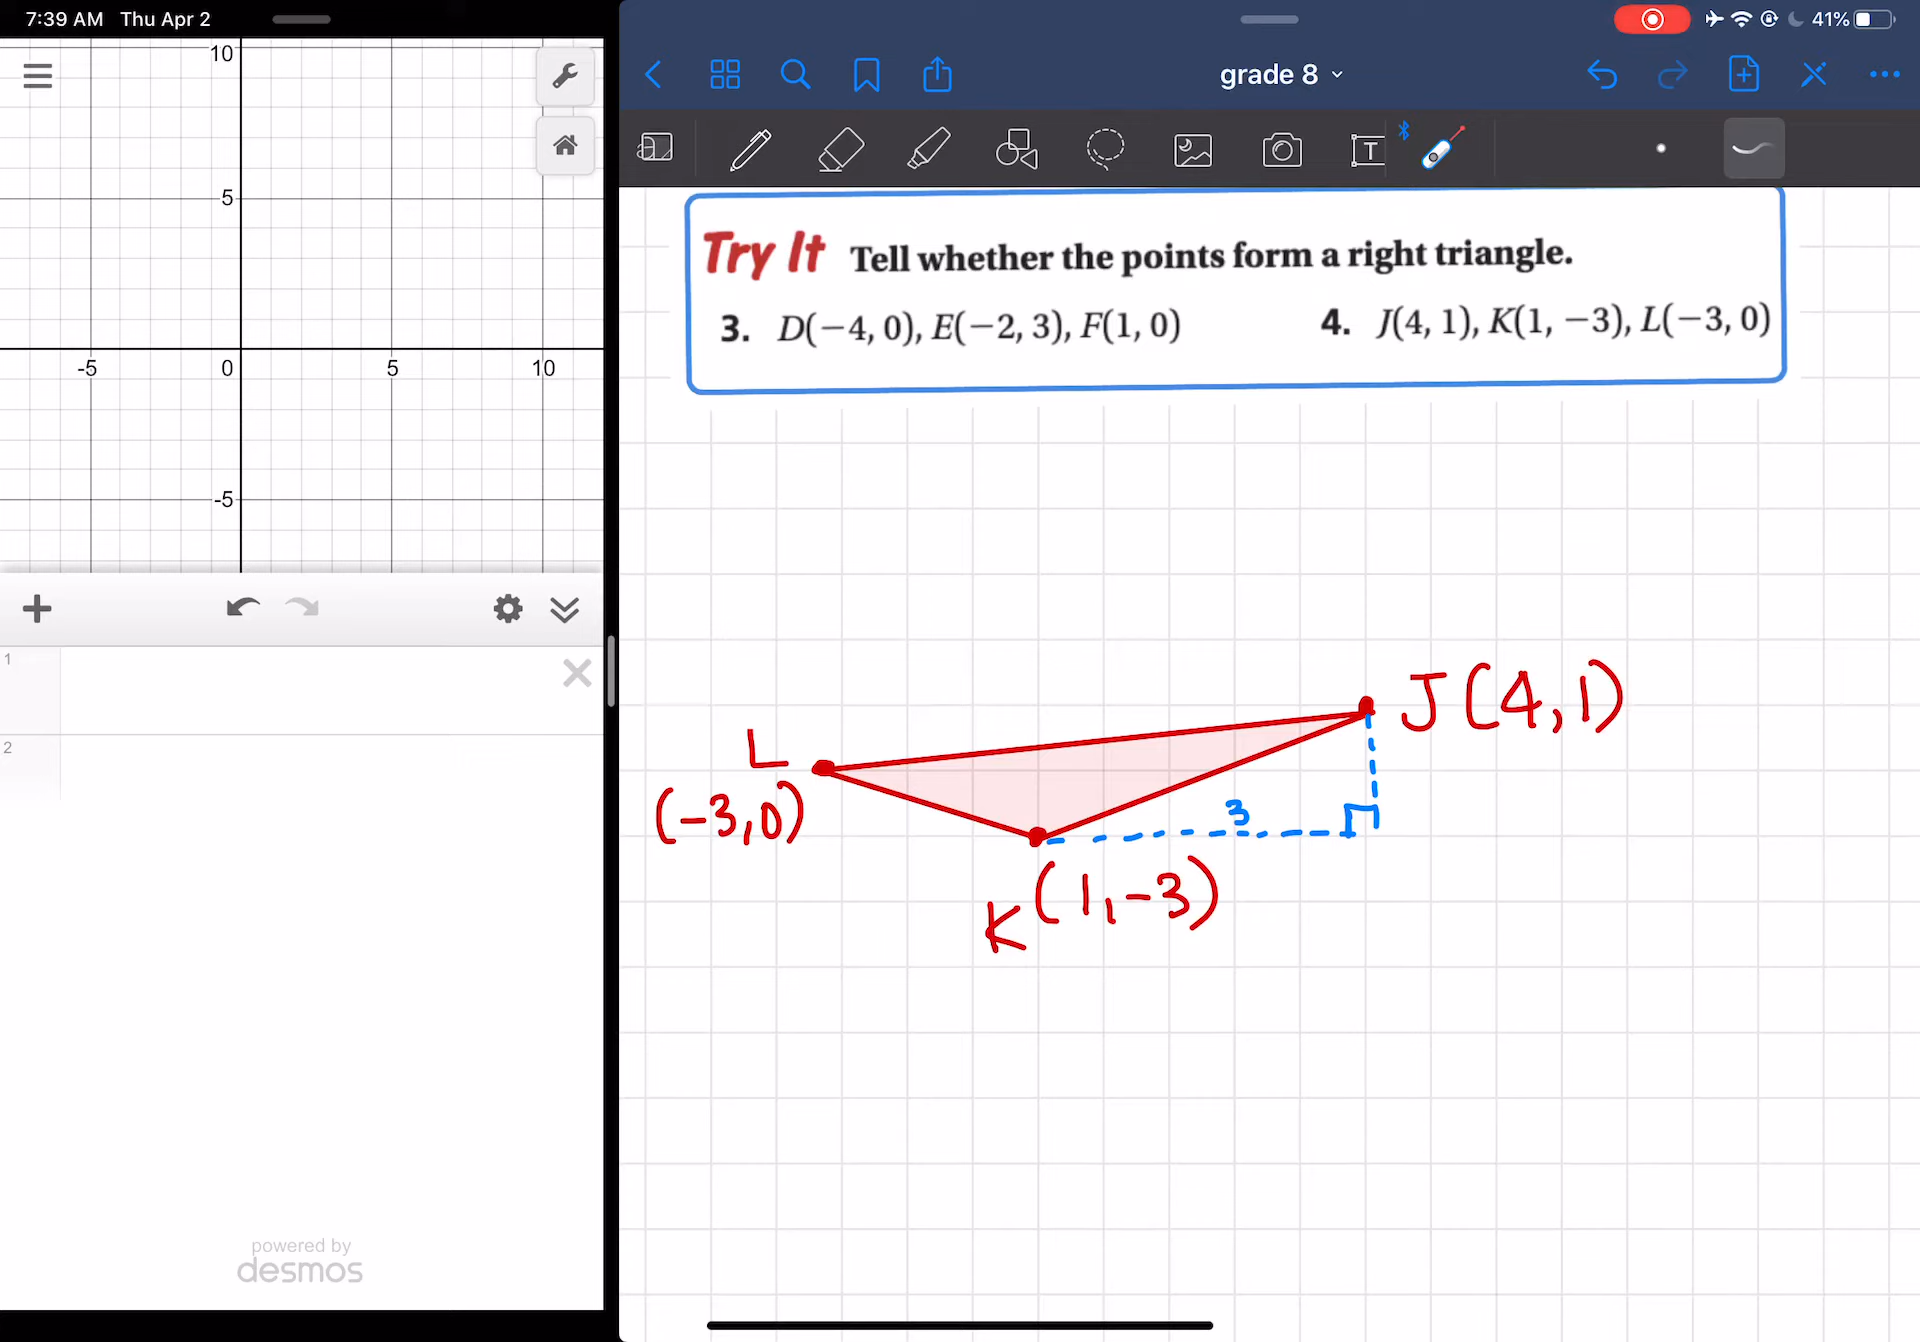 7:39 AM Thu Apr 2
41%
grade 8
10
5
-5 0 5 10
-5
1
2
powered by
desmos
T
Try It Tell whether the points form a right triangle.
3. D(−4, 0), E(−2, 3), F(1, 0) 4. J(4, 1), K(1, −3), L(−3, 0)
J(4,1)
L
(-3,0)
3
K(1,-3)